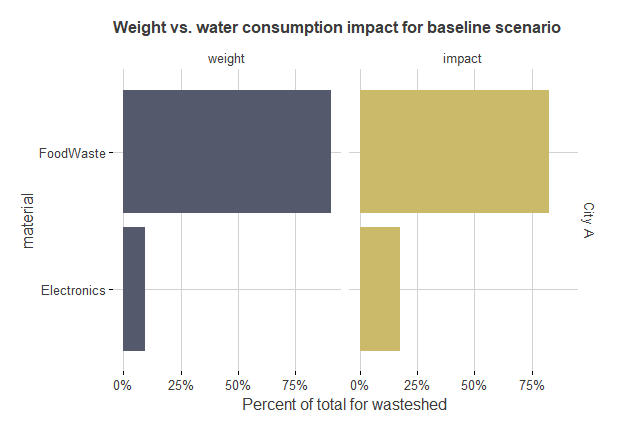 Weight vs. water consumption impact for baseline scenario
weight
impact
material
FoodWaste
Electronics
City A
0%
25%
50%
75%
0%
25%
50%
75%
Percent of total for wasteshed